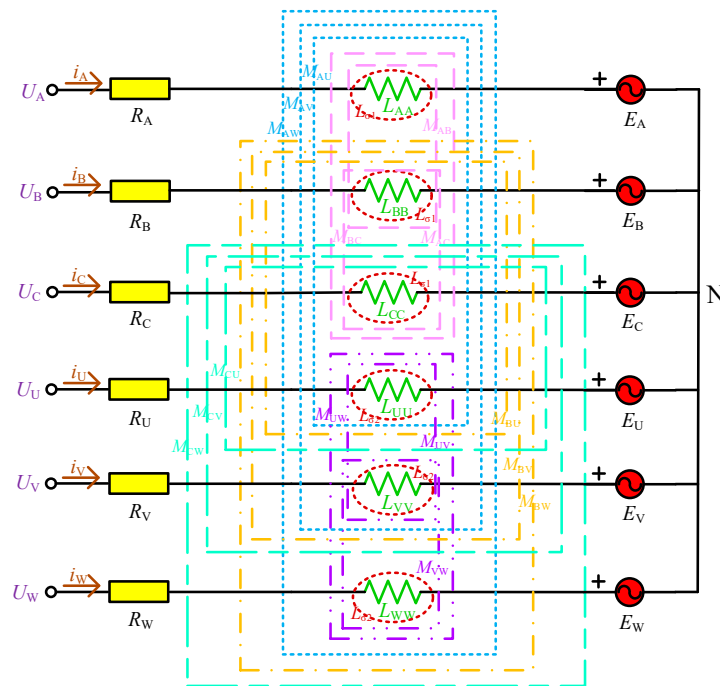 i_A M_AU
U_A R_A M_AV L_σ1 L_AA M_AB + E_A
M_AW
i_B
U_B R_B L_BB L_σ1 + E_B
M_BC M_AC
i_C L_σ1
U_C R_C L_CC + E_C N
i_U M_CU
U_U R_U M_CV M_UW L_σ2 L_UU M_UV M_BU + E_U
M_CW
i_V L_σ2 M_BV
U_V R_V L_VV M_BW + E_V
i_W M_VW
U_W R_W L_σ2 L_WW + E_W